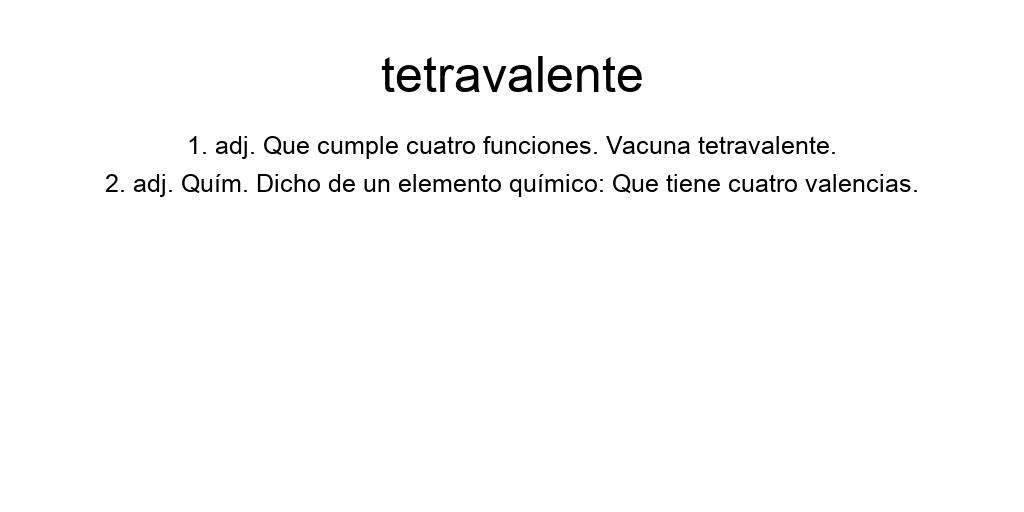 tetravalente
1. adj. Que cumple cuatro funciones. Vacuna tetravalente.
2. adj. Quím. Dicho de un elemento químico: Que tiene cuatro valencias.